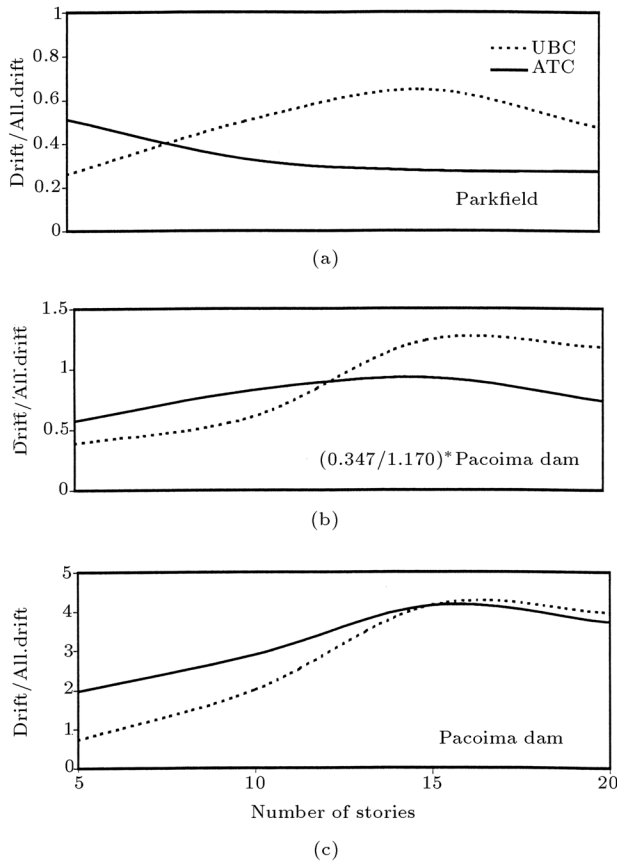 1
0.8
0.6
0.4
0.2
0
Drift/All.drift
UBC
ATC
Parkfield
(a)
1.5
1
0.5
0
Drift/All.drift
(0.347/1.170)*Pacoima dam
(b)
5
4
3
2
1
0
Drift/All.drift
Pacoima dam
5 10 15 20
Number of stories
(c)